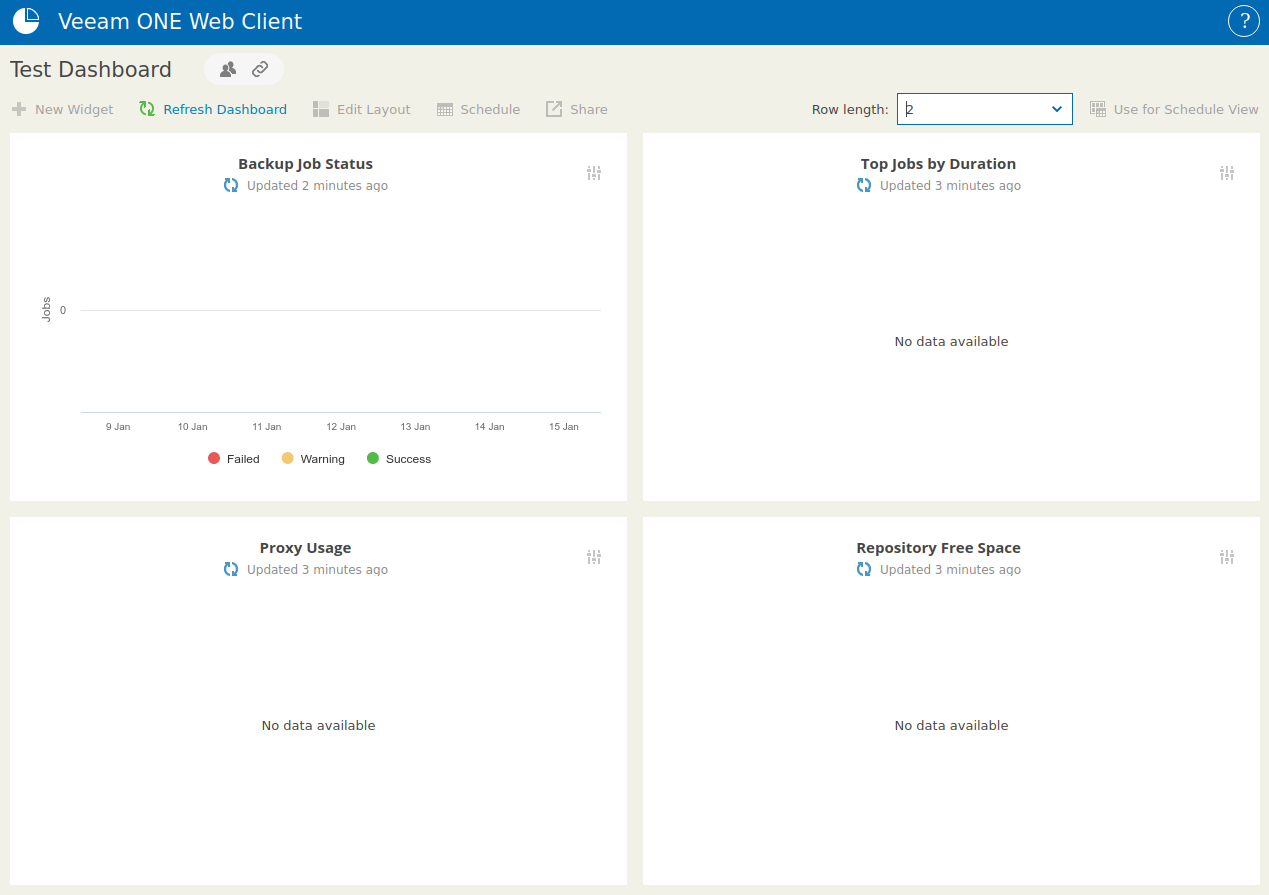 Veeam ONE Web Client ?
Test Dashboard
New Widget Refresh Dashboard Edit Layout Schedule Share Row length: 2 Use for Schedule View
Backup Job Status
Updated 2 minutes ago
Jobs
0
9 Jan 10 Jan 11 Jan 12 Jan 13 Jan 14 Jan 15 Jan
Failed Warning Success
Top Jobs by Duration
Updated 3 minutes ago
No data available
Proxy Usage
Updated 3 minutes ago
No data available
Repository Free Space
Updated 3 minutes ago
No data available